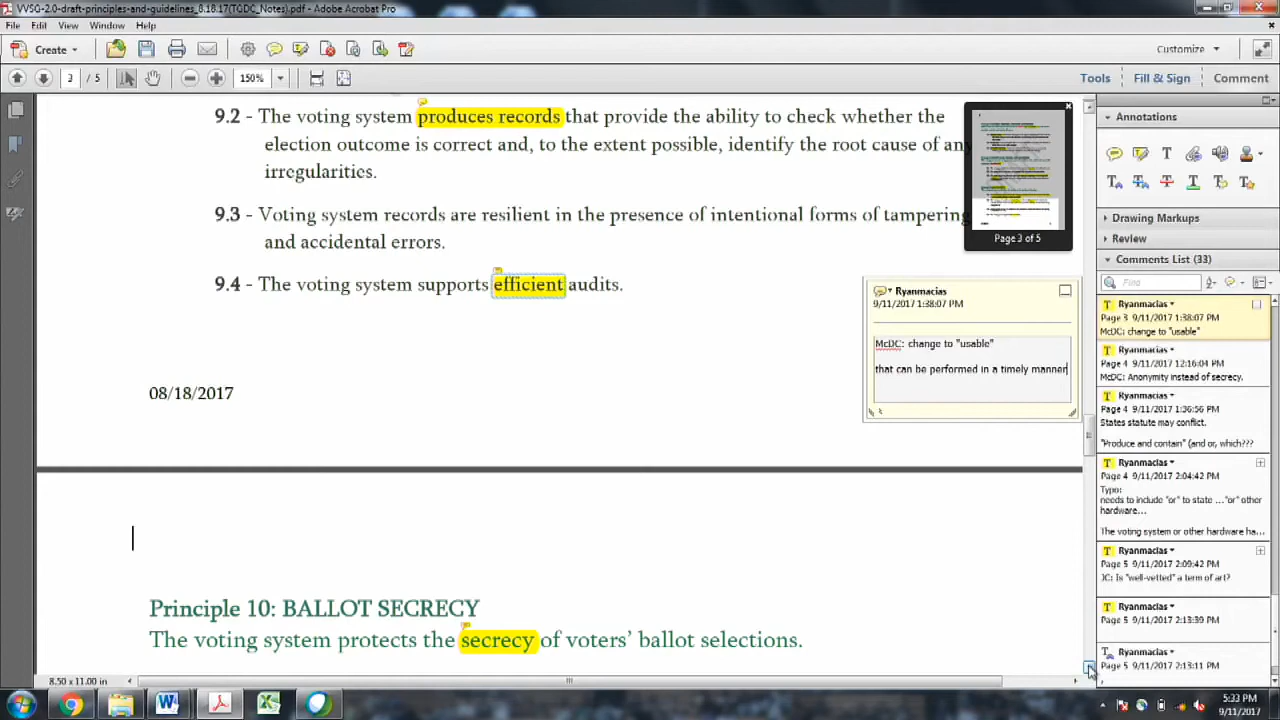 VVSG-2.0-draft-principles-and-guidelines_8.18.17(TGDC_Notes).pdf - Adobe Acrobat Pro
File Edit View Window Help
Create Customize
3 / 5 150% Tools Fill & Sign Comment
9.2 - The voting system produces records that provide the ability to check whether the
election outcome is correct and, to the extent possible, identify the root cause of any
irregularities.
9.3 - Voting system records are resilient in the presence of intentional forms of tampering
and accidental errors.
9.4 - The voting system supports efficient audits.
08/18/2017
Principle 10: BALLOT SECRECY
The voting system protects the secrecy of voters' ballot selections.
8.50 x 11.00 in
Page 3 of 5
Ryanmacias
9/11/2017 1:38:07 PM
McDC: change to "usable"
that can be performed in a timely manner
Annotations
Drawing Markups
Review
Comments List (33)
Find
Ryanmacias
Page 3 9/11/2017 1:38:07 PM
McDC: change to "usable"
Ryanmacias
Page 4 9/11/2017 12:16:04 PM
McDC: Anonymity instead of secrecy.
Ryanmacias
Page 4 9/11/2017 1:36:56 PM
States statute may conflict.
"Produce and contain" (and or, which???
Ryanmacias
Page 4 9/11/2017 2:04:42 PM
Typo:
needs to include "or" to state ..."or" other
hardware...
The voting system or other hardware ha...
Ryanmacias
Page 5 9/11/2017 2:09:42 PM
JC: Is "well-vetted" a term of art?
Ryanmacias
Page 5 9/11/2017 2:13:39 PM
Ryanmacias
Page 5 9/11/2017 2:13:11 PM
5:33 PM
9/11/2017